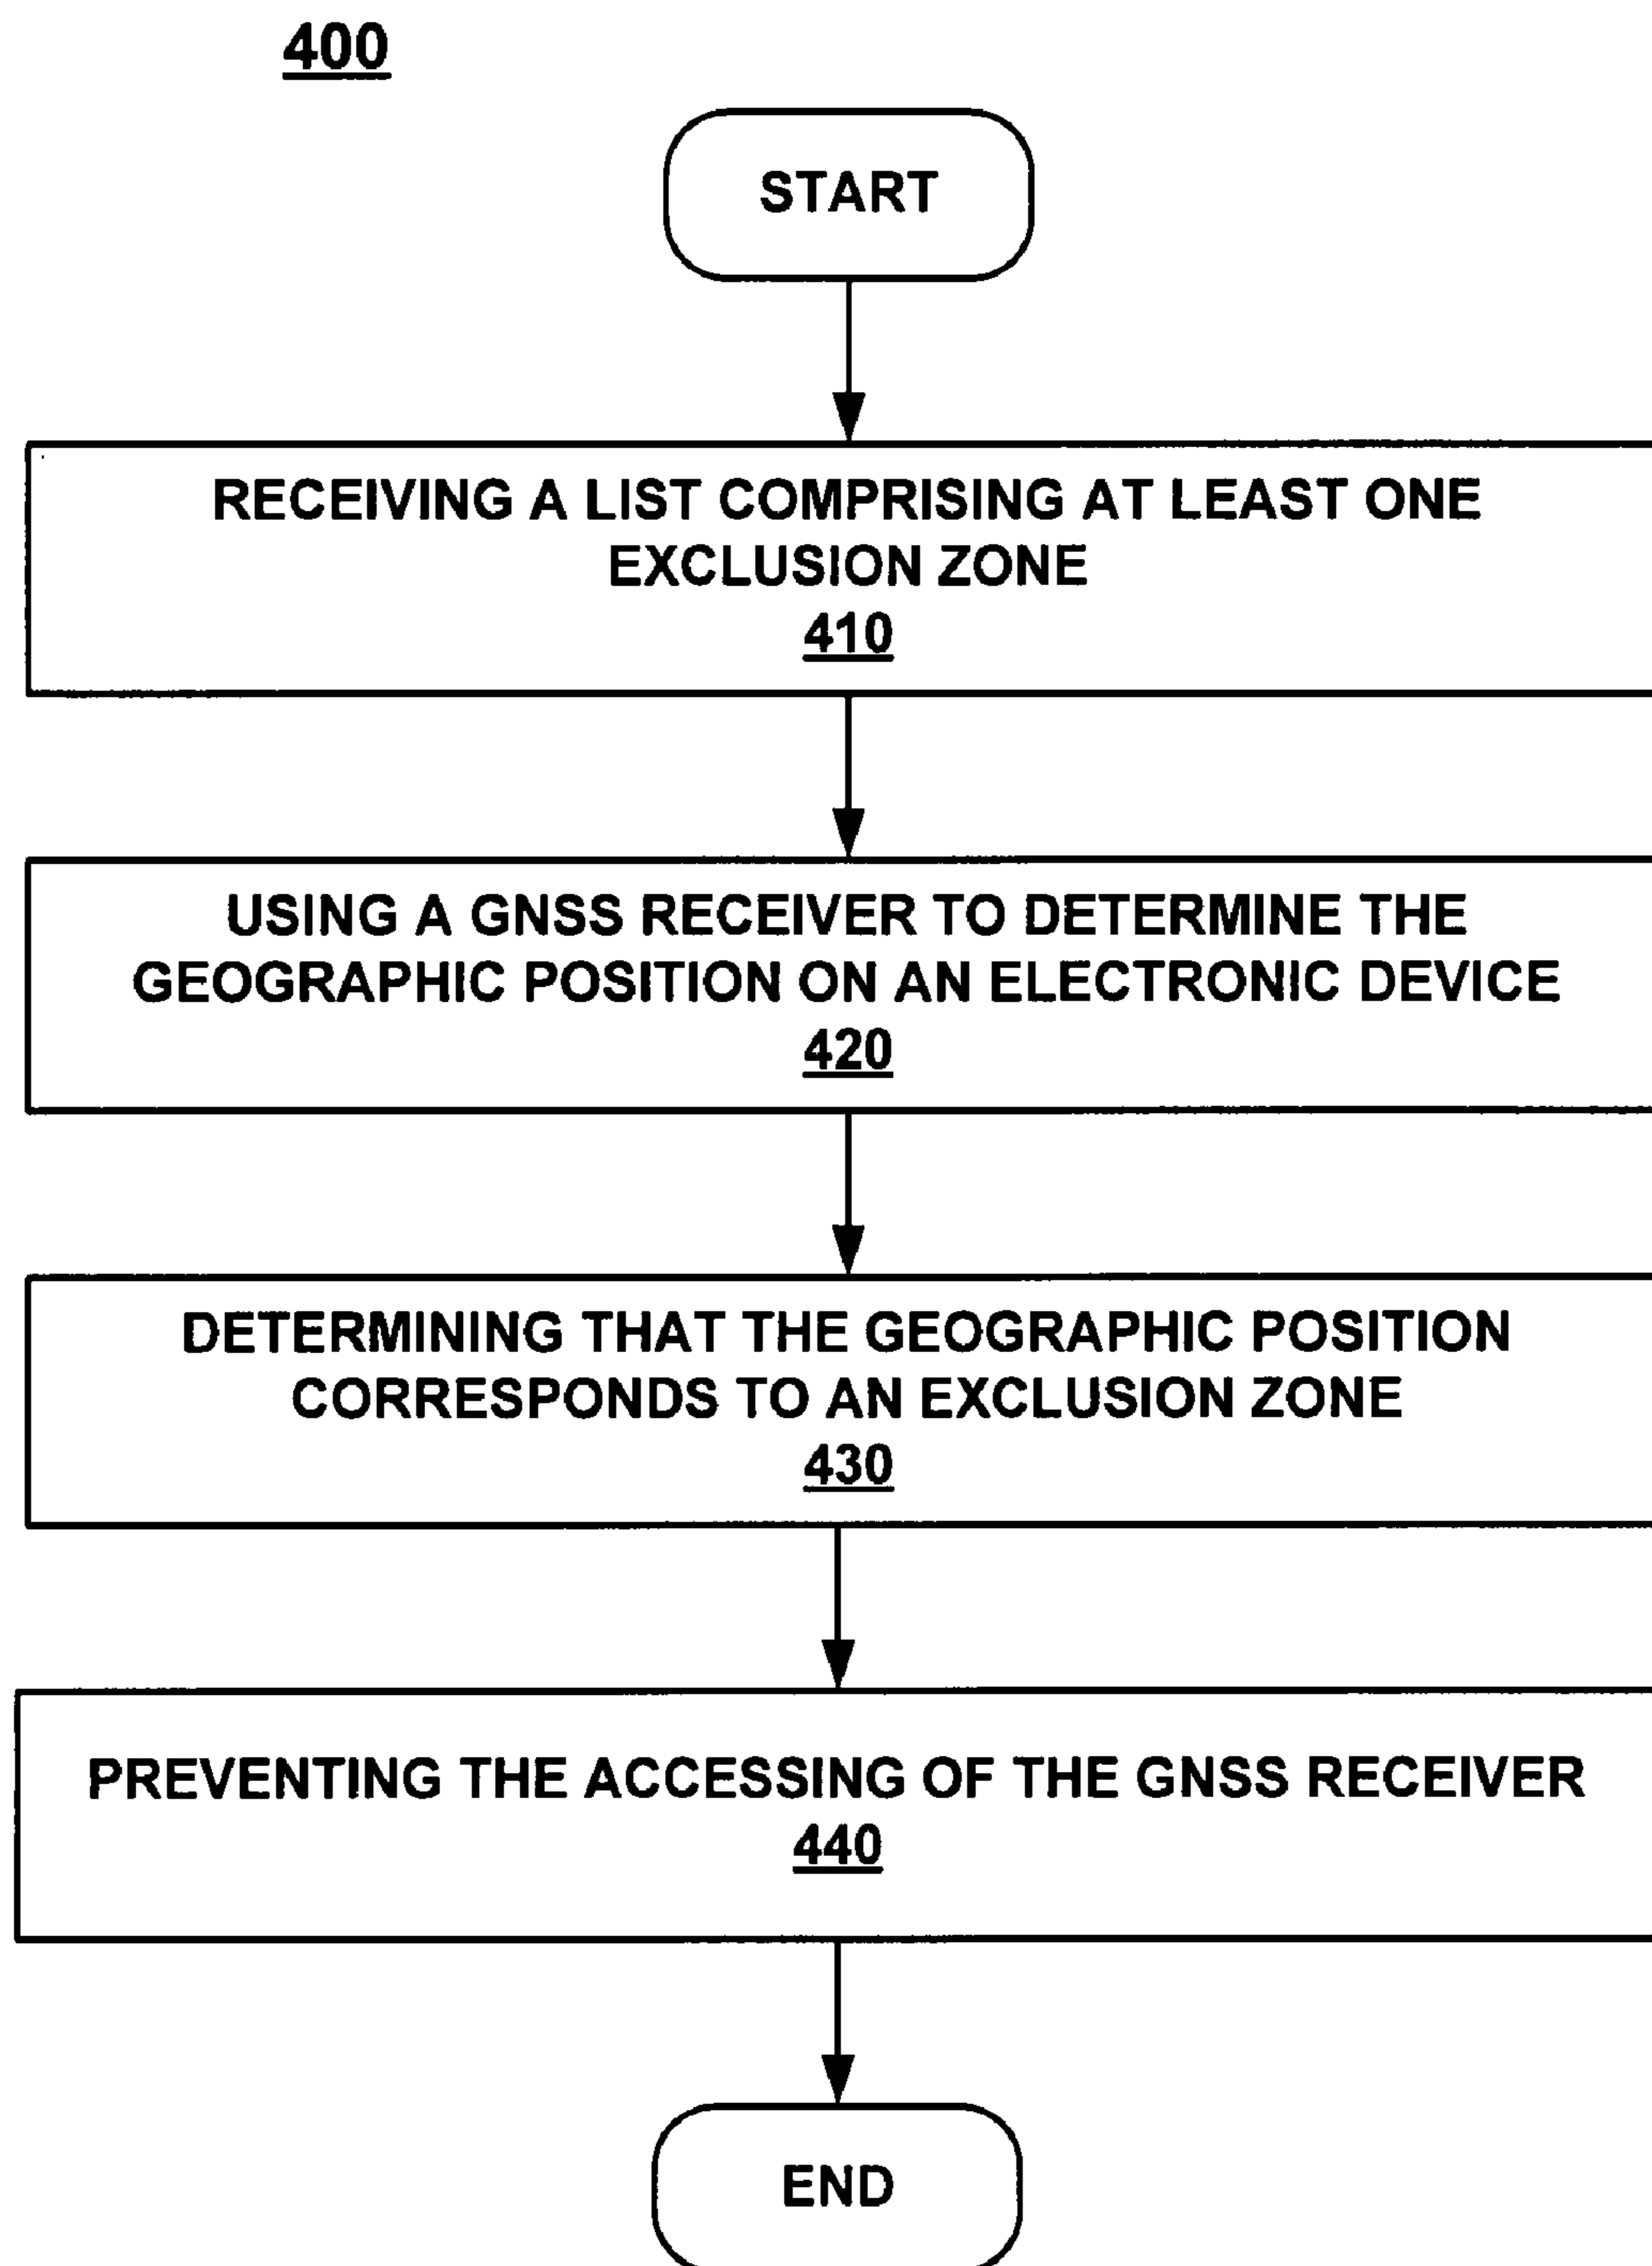 400
START
RECEIVING A LIST COMPRISING AT LEAST ONE
EXCLUSION ZONE
410
USING A GNSS RECEIVER TO DETERMINE THE
GEOGRAPHIC POSITION ON AN ELECTRONIC DEVICE
420
DETERMINING THAT THE GEOGRAPHIC POSITION
CORRESPONDS TO AN EXCLUSION ZONE
430
PREVENTING THE ACCESSING OF THE GNSS RECEIVER
440
END